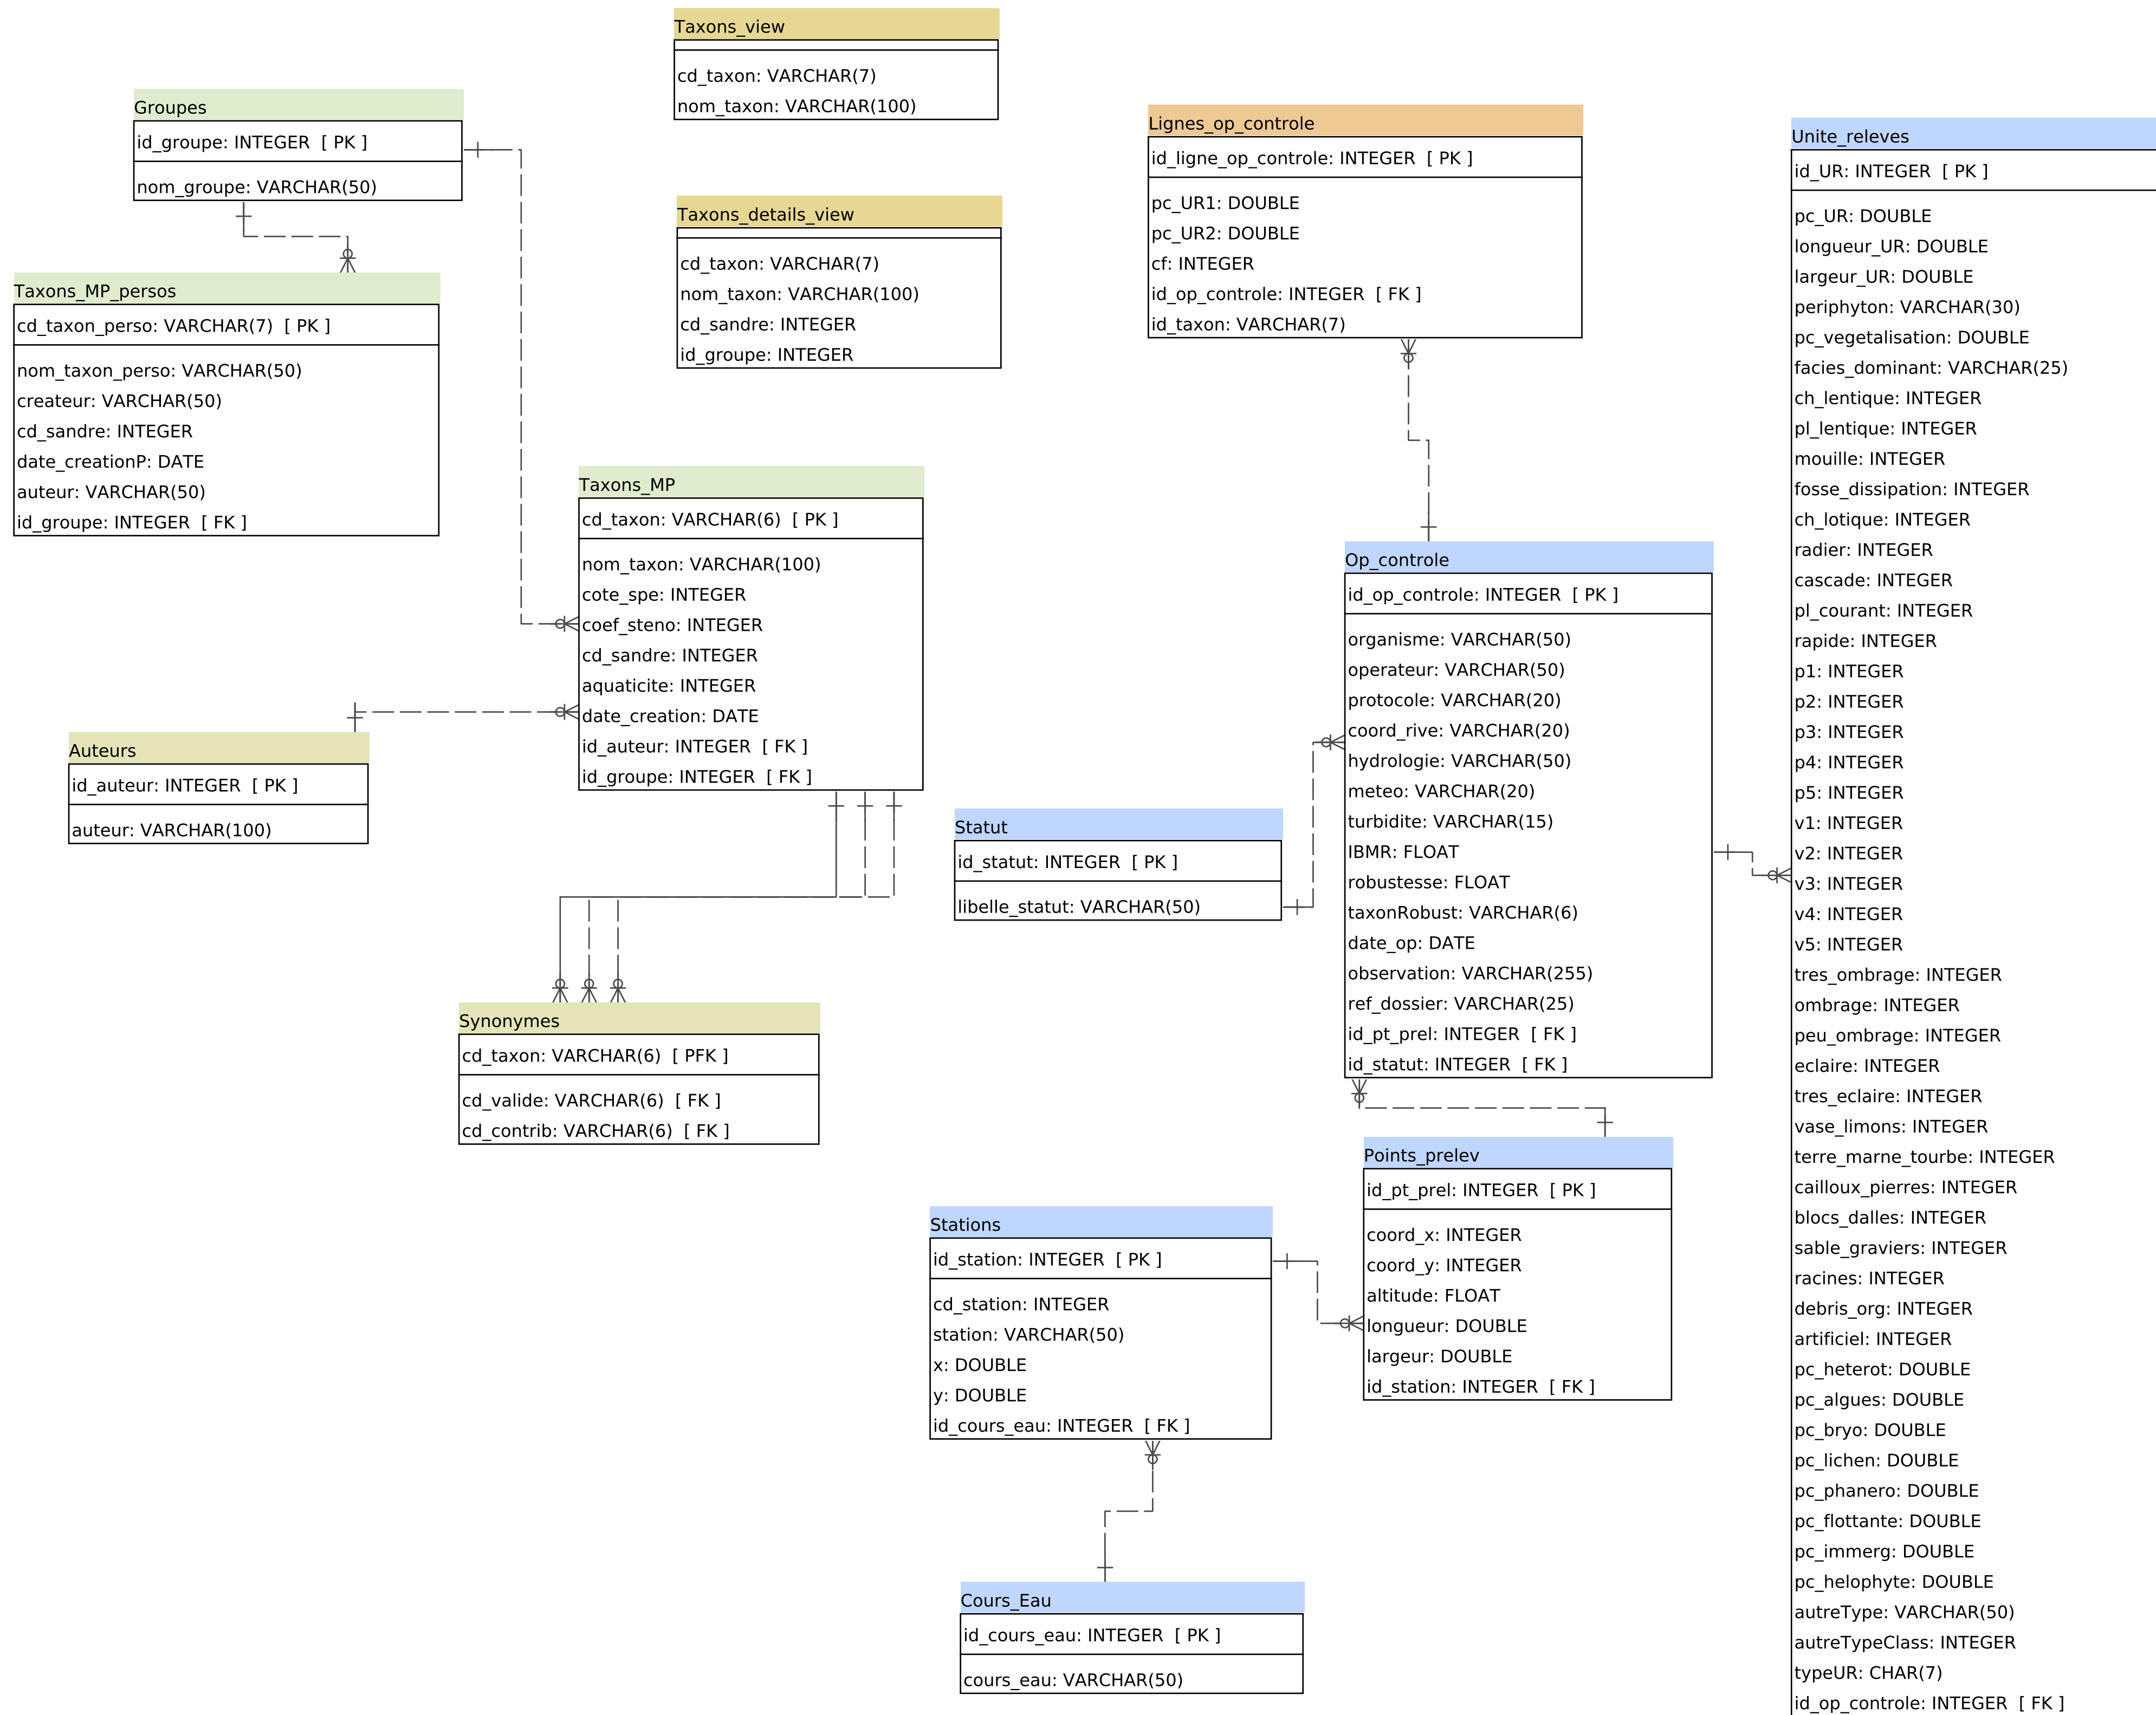 Taxons_view
cd_taxon: VARCHAR(7)
nom_taxon: VARCHAR(100)
Groupes
id_groupe: INTEGER [ PK ]
nom_groupe: VARCHAR(50)
Taxons_details_view
cd_taxon: VARCHAR(7)
nom_taxon: VARCHAR(100)
cd_sandre: INTEGER
id_groupe: INTEGER
Taxons_MP_persos
cd_taxon_perso: VARCHAR(7) [ PK ]
nom_taxon_perso: VARCHAR(50)
createur: VARCHAR(50)
cd_sandre: INTEGER
date_creationP: DATE
auteur: VARCHAR(50)
id_groupe: INTEGER [ FK ]
Taxons_MP
cd_taxon: VARCHAR(6) [ PK ]
nom_taxon: VARCHAR(100)
cote_spe: INTEGER
coef_steno: INTEGER
cd_sandre: INTEGER
aquaticite: INTEGER
date_creation: DATE
id_auteur: INTEGER [ FK ]
id_groupe: INTEGER [ FK ]
Auteurs
id_auteur: INTEGER [ PK ]
auteur: VARCHAR(100)
Synonymes
cd_taxon: VARCHAR(6) [ PFK ]
cd_valide: VARCHAR(6) [ FK ]
cd_contrib: VARCHAR(6) [ FK ]
Lignes_op_controle
id_ligne_op_controle: INTEGER [ PK ]
pc_UR1: DOUBLE
pc_UR2: DOUBLE
cf: INTEGER
id_op_controle: INTEGER [ FK ]
id_taxon: VARCHAR(7)
Op_controle
id_op_controle: INTEGER [ PK ]
organisme: VARCHAR(50)
operateur: VARCHAR(50)
protocole: VARCHAR(20)
coord_rive: VARCHAR(20)
hydrologie: VARCHAR(50)
meteo: VARCHAR(20)
turbidite: VARCHAR(15)
IBMR: FLOAT
robustesse: FLOAT
taxonRobust: VARCHAR(6)
date_op: DATE
observation: VARCHAR(255)
ref_dossier: VARCHAR(25)
id_pt_prel: INTEGER [ FK ]
id_statut: INTEGER [ FK ]
Statut
id_statut: INTEGER [ PK ]
libelle_statut: VARCHAR(50)
Points_prelev
id_pt_prel: INTEGER [ PK ]
coord_x: INTEGER
coord_y: INTEGER
altitude: FLOAT
longueur: DOUBLE
largeur: DOUBLE
id_station: INTEGER [ FK ]
Stations
id_station: INTEGER [ PK ]
cd_station: INTEGER
station: VARCHAR(50)
x: DOUBLE
y: DOUBLE
id_cours_eau: INTEGER [ FK ]
Cours_Eau
id_cours_eau: INTEGER [ PK ]
cours_eau: VARCHAR(50)
Unite_releves
id_UR: INTEGER [ PK ]
pc_UR: DOUBLE
longueur_UR: DOUBLE
largeur_UR: DOUBLE
periphyton: VARCHAR(30)
pc_vegetalisation: DOUBLE
facies_dominant: VARCHAR(25)
ch_lentique: INTEGER
pl_lentique: INTEGER
mouille: INTEGER
fosse_dissipation: INTEGER
ch_lotique: INTEGER
radier: INTEGER
cascade: INTEGER
pl_courant: INTEGER
rapide: INTEGER
p1: INTEGER
p2: INTEGER
p3: INTEGER
p4: INTEGER
p5: INTEGER
v1: INTEGER
v2: INTEGER
v3: INTEGER
v4: INTEGER
v5: INTEGER
tres_ombrage: INTEGER
ombrage: INTEGER
peu_ombrage: INTEGER
eclaire: INTEGER
tres_eclaire: INTEGER
vase_limons: INTEGER
terre_marne_tourbe: INTEGER
cailloux_pierres: INTEGER
blocs_dalles: INTEGER
sable_graviers: INTEGER
racines: INTEGER
debris_org: INTEGER
artificiel: INTEGER
pc_heterot: DOUBLE
pc_algues: DOUBLE
pc_bryo: DOUBLE
pc_lichen: DOUBLE
pc_phanero: DOUBLE
pc_flottante: DOUBLE
pc_immerg: DOUBLE
pc_helophyte: DOUBLE
autreType: VARCHAR(50)
autreTypeClass: INTEGER
typeUR: CHAR(7)
id_op_controle: INTEGER [ FK ]